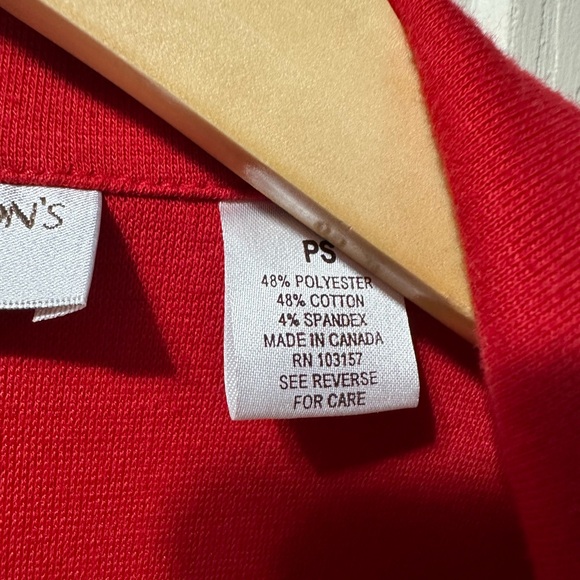 ON'S
PS
48% POLYESTER
48% COTTON
4% SPANDEX
MADE IN CANADA
RN 103157
SEE REVERSE
FOR CARE